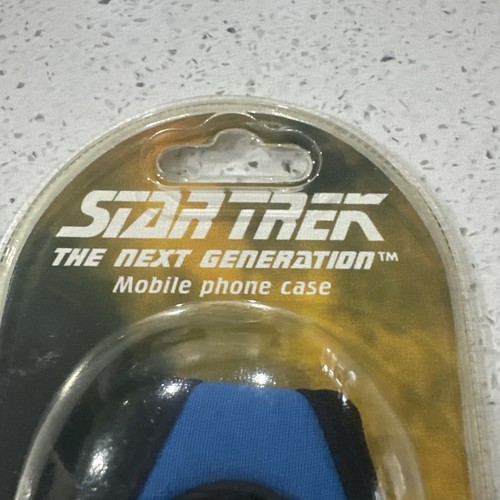 STAR TREK
THE NEXT GENERATION™
Mobile phone case